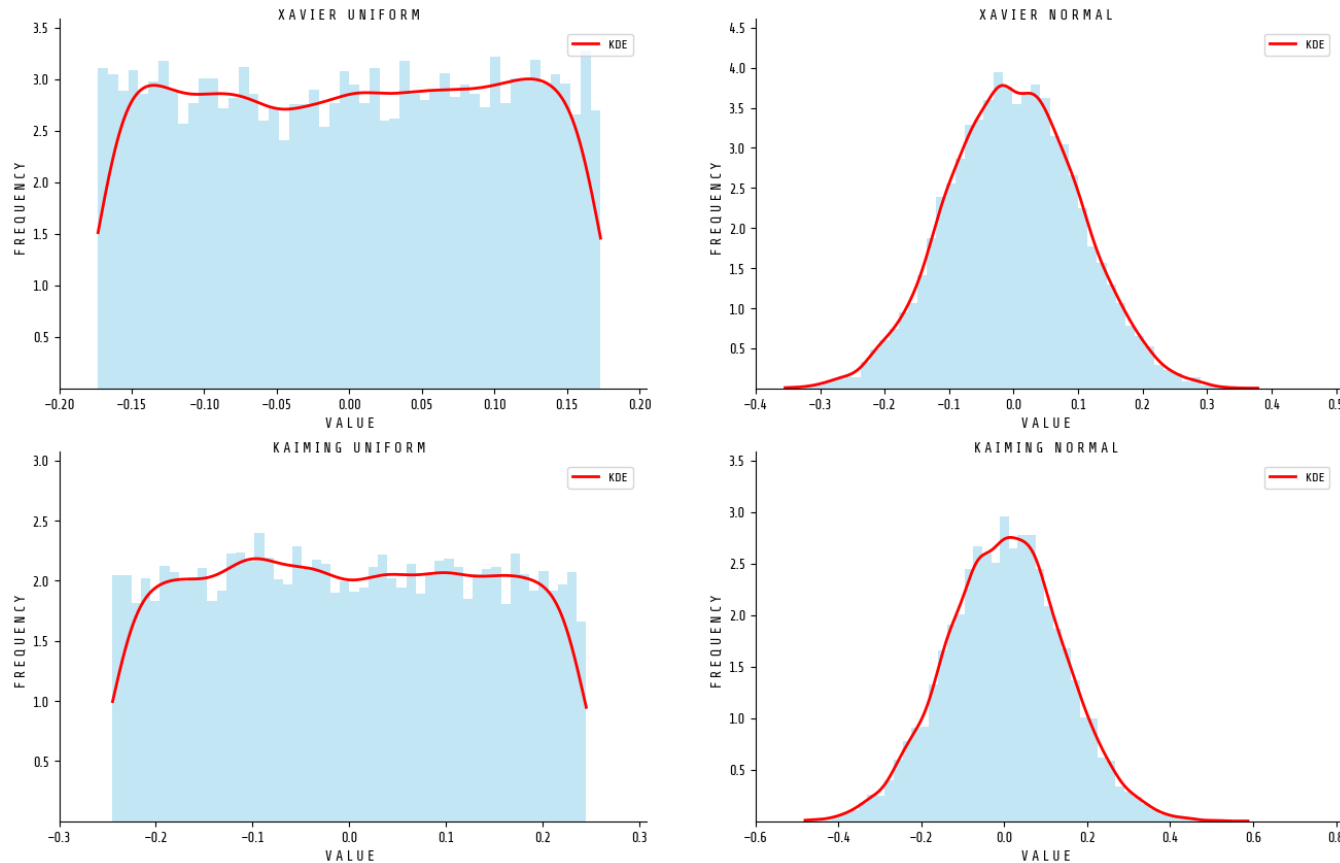 XAVIER UNIFORM
KDE
FREQUENCY
3.5
3.0
2.5
2.0
1.5
1.0
0.5
−0.20 −0.15 −0.10 −0.05 0.00 0.05 0.10 0.15 0.20
VALUE
XAVIER NORMAL
KDE
FREQUENCY
4.5
4.0
3.5
3.0
2.5
2.0
1.5
1.0
0.5
−0.4 −0.3 −0.2 −0.1 0.0 0.1 0.2 0.3 0.4
VALUE
KAIMING UNIFORM
KDE
FREQUENCY
3.0
2.5
2.0
1.5
1.0
0.5
−0.3 −0.2 −0.1 0.0 0.1 0.2 0.3
VALUE
KAIMING NORMAL
KDE
FREQUENCY
3.5
3.0
2.5
2.0
1.5
1.0
0.5
−0.6 −0.4 −0.2 0.0 0.2 0.4 0.6
VALUE